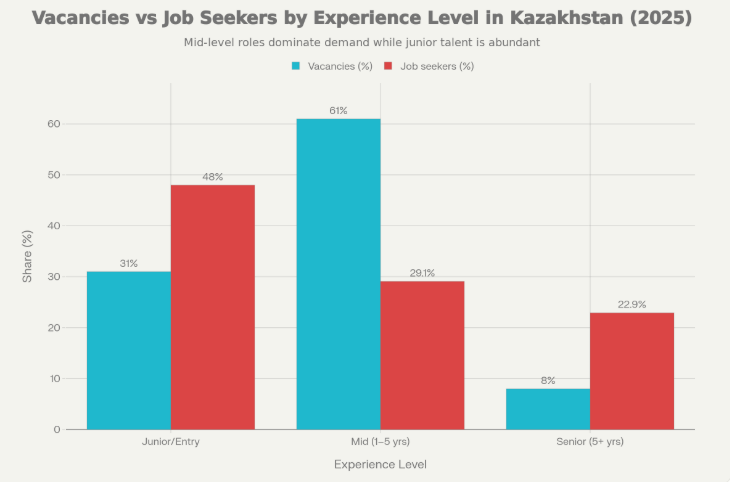 Vacancies vs Job Seekers by Experience Level in Kazakhstan (2025)
Mid-level roles dominate demand while junior talent is abundant
Vacancies (%) Job seekers (%)
Share (%)
60
50
40
30
20
10
0
31%
48%
61%
29.1%
8%
22.9%
Junior/Entry Mid (1–5 yrs) Senior (5+ yrs)
Experience Level